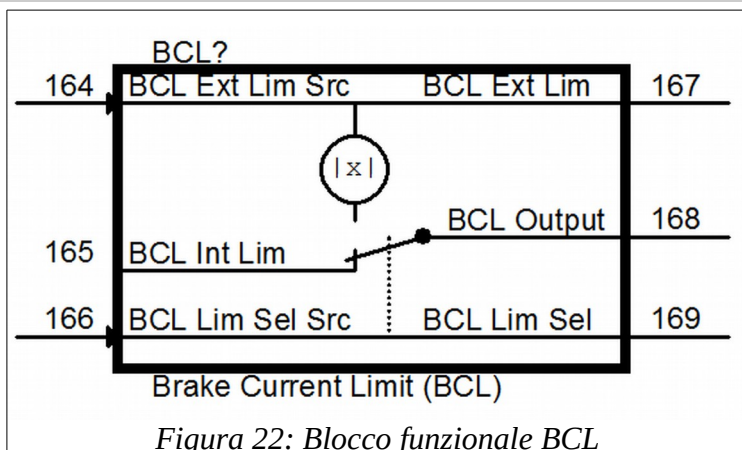 BCL?
164 BCL Ext Lim Src BCL Ext Lim 167
|x|
BCL Output 168
165 BCL Int Lim
166 BCL Lim Sel Src BCL Lim Sel 169
Brake Current Limit (BCL)
Figura 22: Blocco funzionale BCL